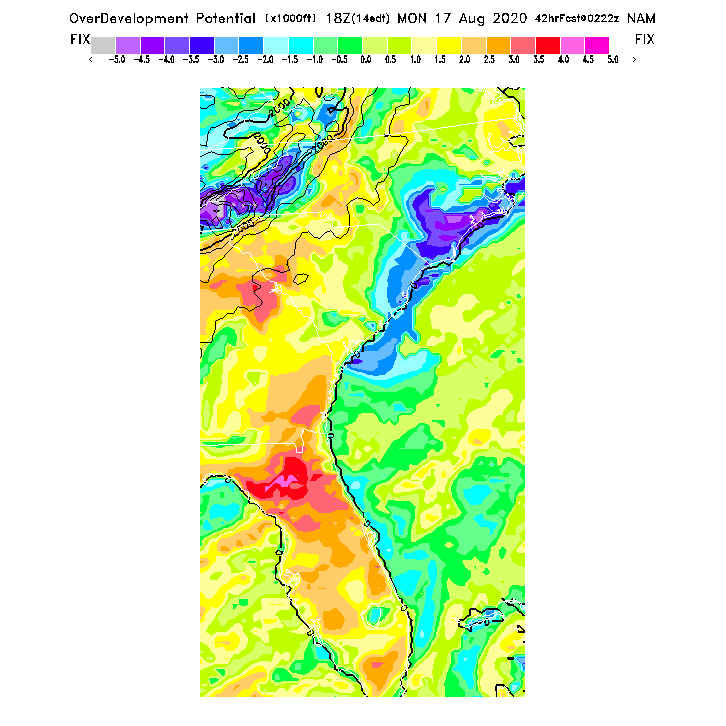 OverDevelopment Potential [x1000ft] 18Z(14edt) MON 17 Aug 2020 42hrFcst@0222z NAM
FIX FIX
< -5.0 -4.5 -4.0 -3.5 -3.0 -2.5 -2.0 -1.5 -1.0 -0.5 0.0 0.5 1.0 1.5 2.0 2.5 3.0 3.5 4.0 4.5 5.0 >
2000
2000